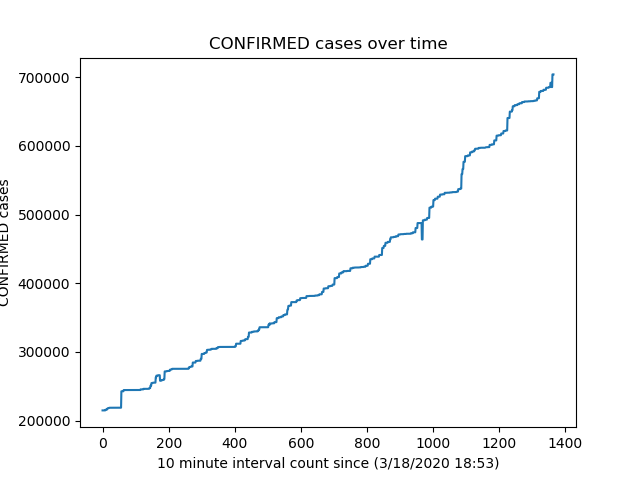 CONFIRMED cases over time
700000
600000
500000
400000
300000
200000
CONFIRMED cases
0 200 400 600 800 1000 1200 1400
10 minute interval count since (3/18/2020 18:53)